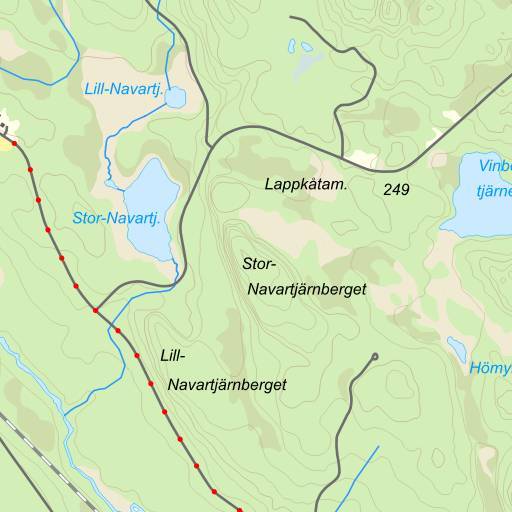 Lill-Navartj.
Lappkåtam.
249
Stor-Navartj.
Stor-
Navartjärnberget
Lill-
Navartjärnberget